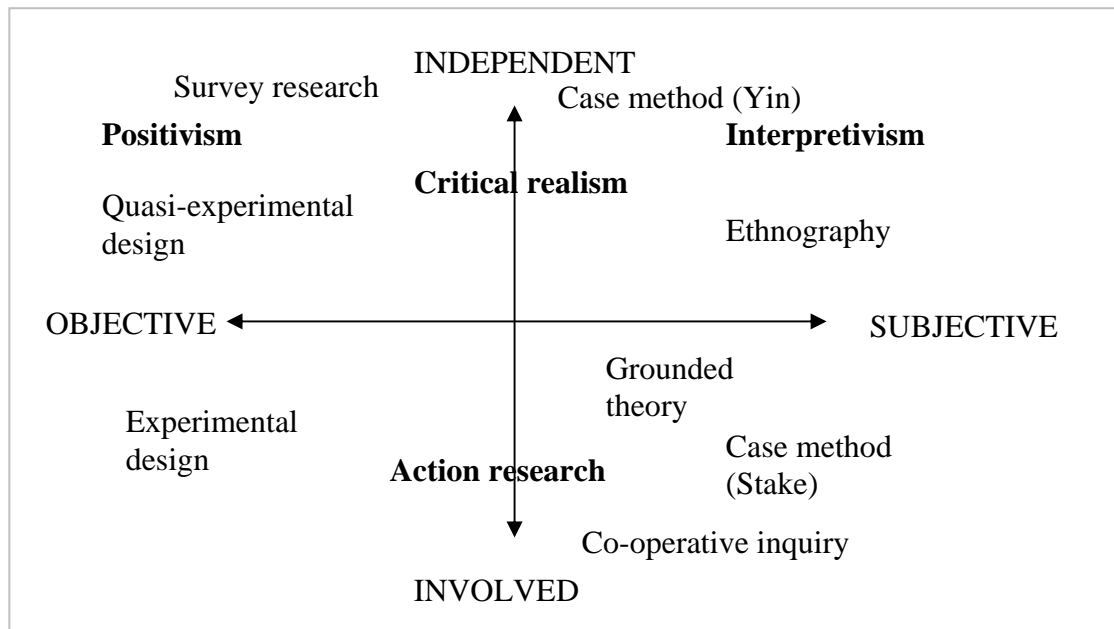 INDEPENDENT
Survey research
Case method (Yin)
Positivism
Interpretivism
Critical realism
Quasi-experimental
design
Ethnography
OBJECTIVE
SUBJECTIVE
Grounded
theory
Experimental
design
Case method
(Stake)
Action research
Co-operative inquiry
INVOLVED